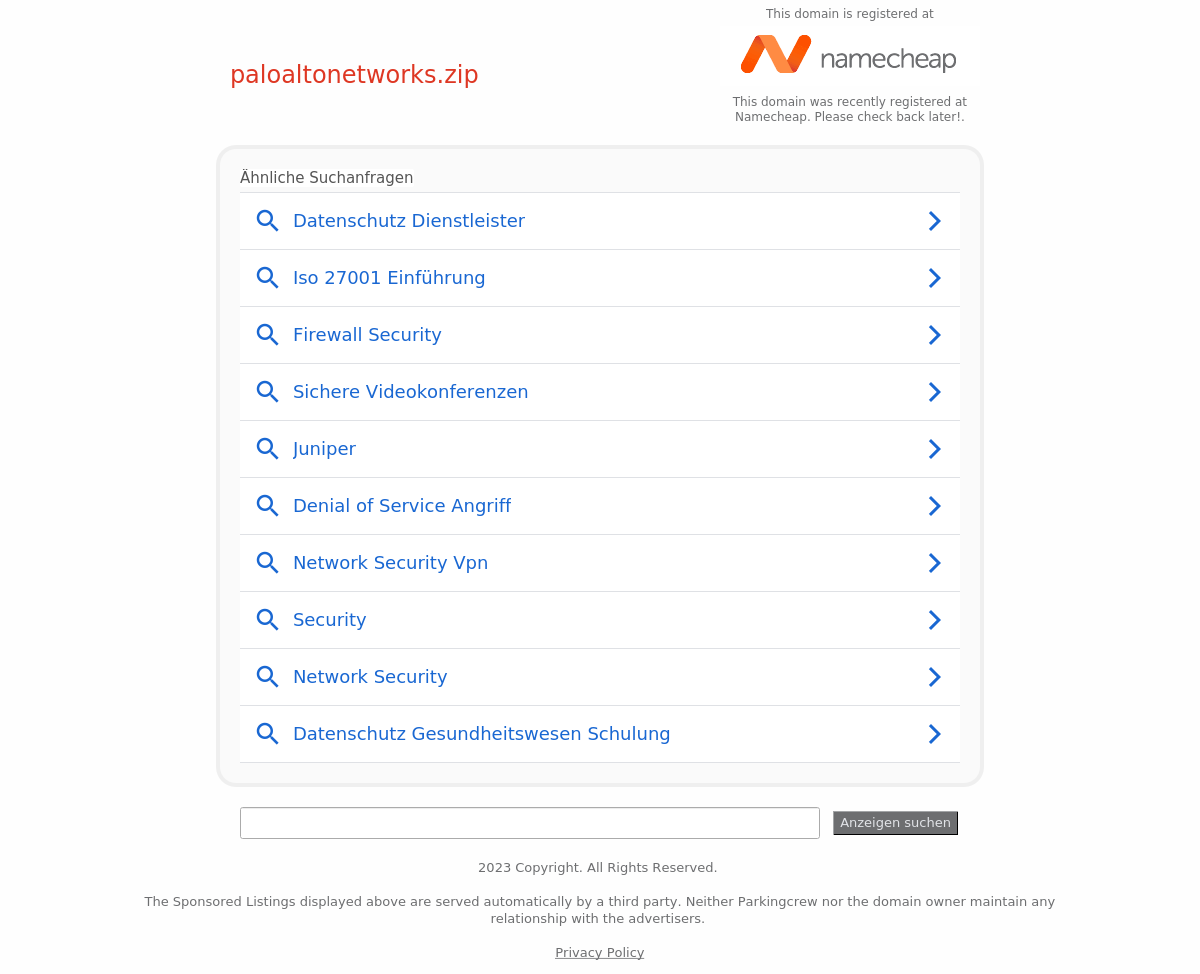 This domain is registered at
namecheap
paloaltonetworks.zip
This domain was recently registered at
Namecheap. Please check back later!.
Ähnliche Suchanfragen
Datenschutz Dienstleister
Iso 27001 Einführung
Firewall Security
Sichere Videokonferenzen
Juniper
Denial of Service Angriff
Network Security Vpn
Security
Network Security
Datenschutz Gesundheitswesen Schulung
Anzeigen suchen
2023 Copyright. All Rights Reserved.
The Sponsored Listings displayed above are served automatically by a third party. Neither Parkingcrew nor the domain owner maintain any
relationship with the advertisers.
Privacy Policy